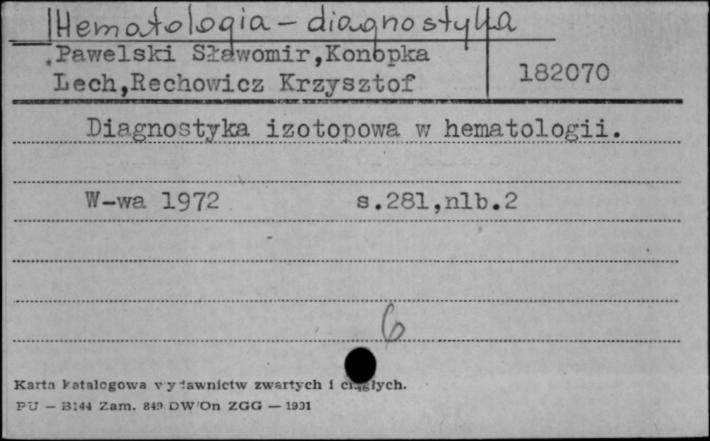 Hematologia - diagnostyka
Pawelski Sławomir,Konopka
Lech,Rechowicz Krzysztof
182070
Diagnostyka izotopowa w hematologii.
W-wa 1972 s.281,nlb.2
6
Karta katalogowa wydawnictw zwartych i ciągłych.
PU — B144 Zam. 849 DW/On ZGG —